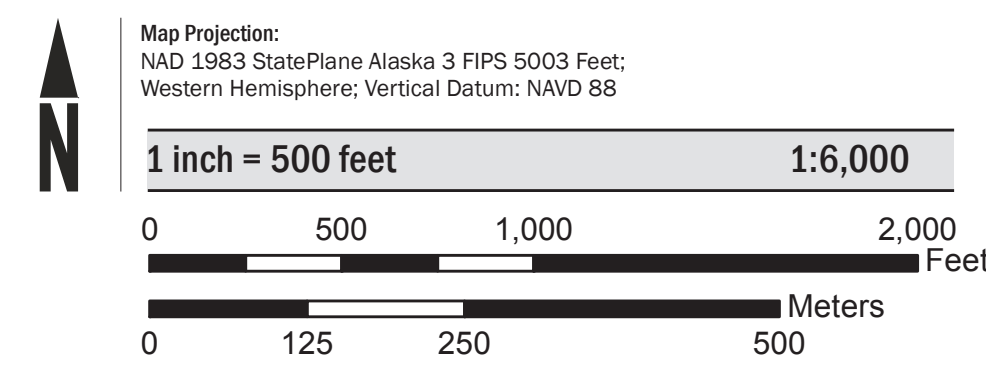 Map Projection:
NAD 1983 StatePlane Alaska 3 FIPS 5003 Feet;
Western Hemisphere; Vertical Datum: NAVD 88
N
1 inch = 500 feet 1:6,000
0 500 1,000 2,000
Feet
Meters
0 125 250 500